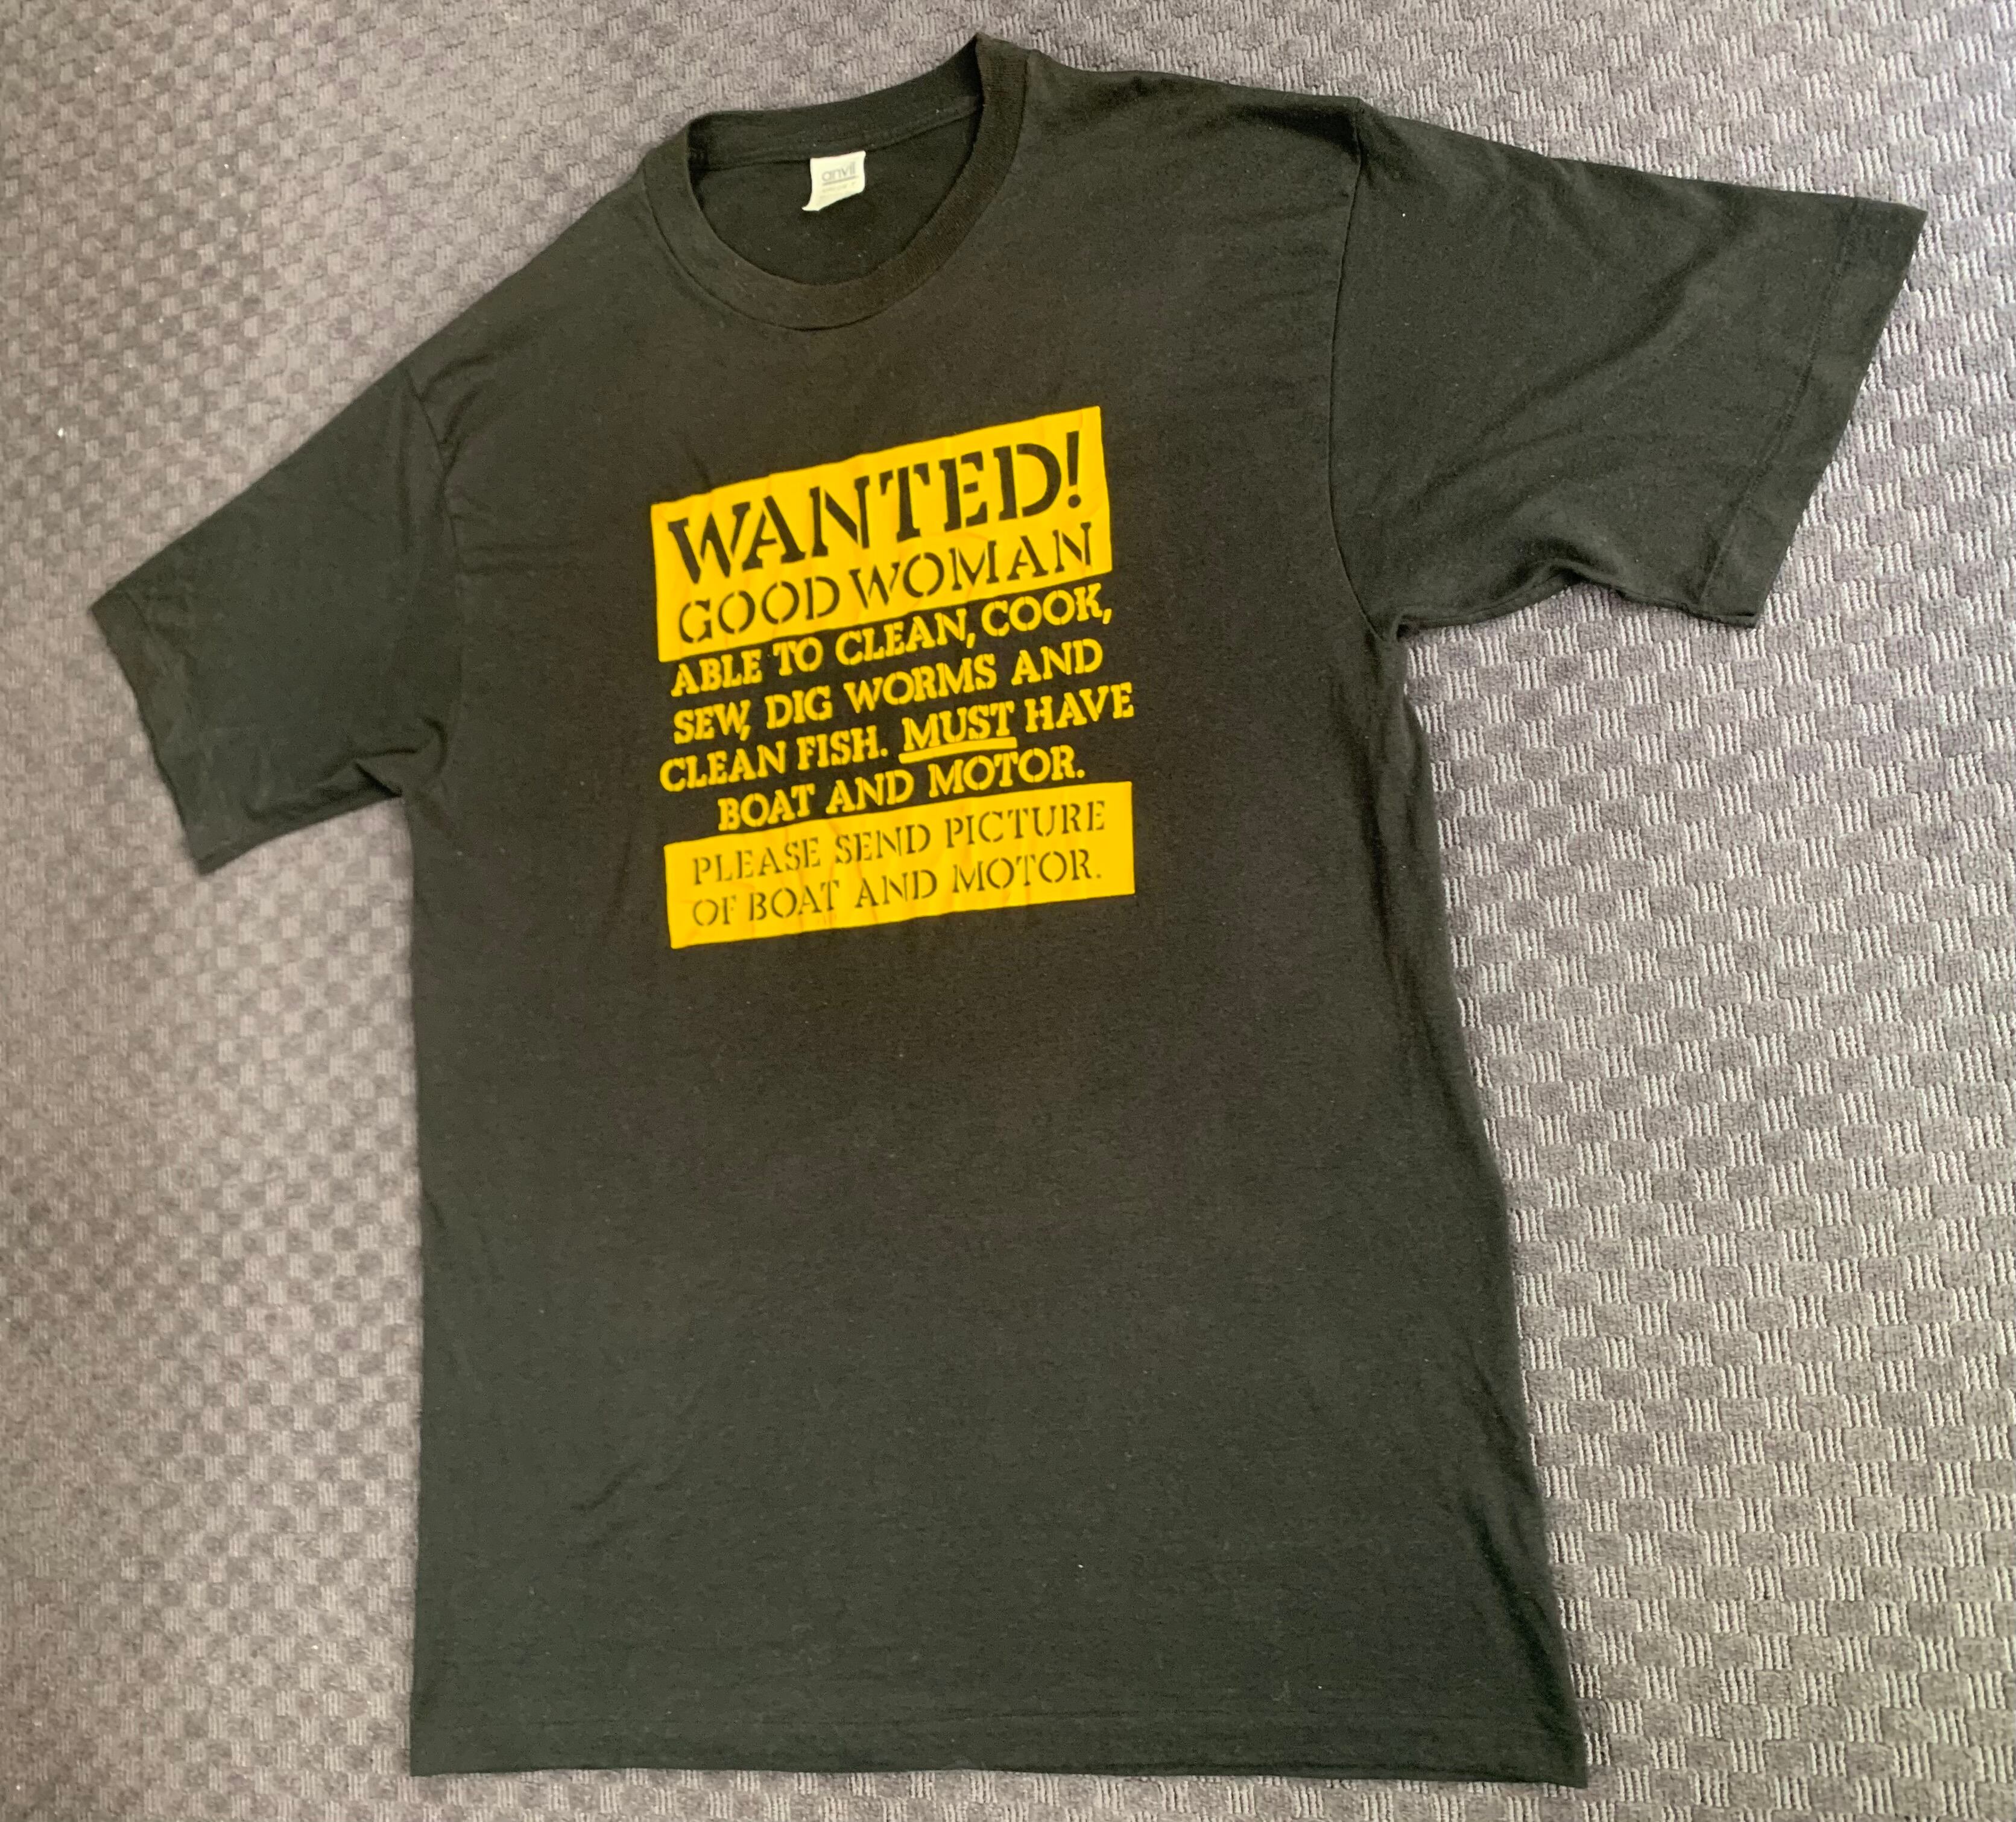 anvil
WANTED!
GOOD WOMAN
ABLE TO CLEAN, COOK,
SEW, DIG WORMS AND
CLEAN FISH. MUST HAVE
BOAT AND MOTOR.
PLEASE SEND PICTURE
OF BOAT AND MOTOR.